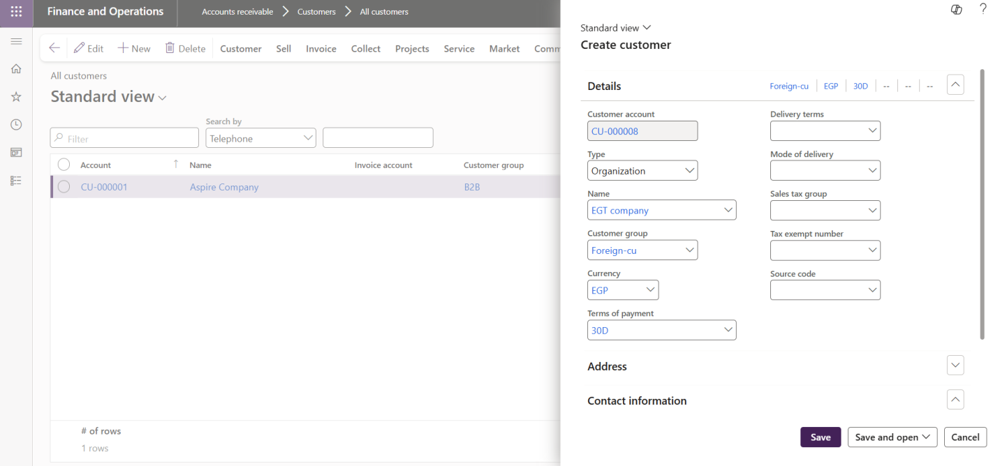 Finance and Operations
Accounts receivable
Customers
All customers
?
Edit
New
Delete
Customer
Sell
Invoice
Collect
Projects
Service
Market
Comm
All customers
Standard view
Search by
Filter
Telephone
Account
Name
Invoice account
Customer group
CU-000001
Aspire Company
B2B
# of rows
1 rows
Standard view
Create customer
Details
Foreign-cu
EGP
30D
--
--
--
Customer account
CU-000008
Type
Organization
Name
EGT company
Customer group
Foreign-cu
Currency
EGP
Terms of payment
30D
Delivery terms
Mode of delivery
Sales tax group
Tax exempt number
Source code
Address
Contact information
Save
Save and open
Cancel